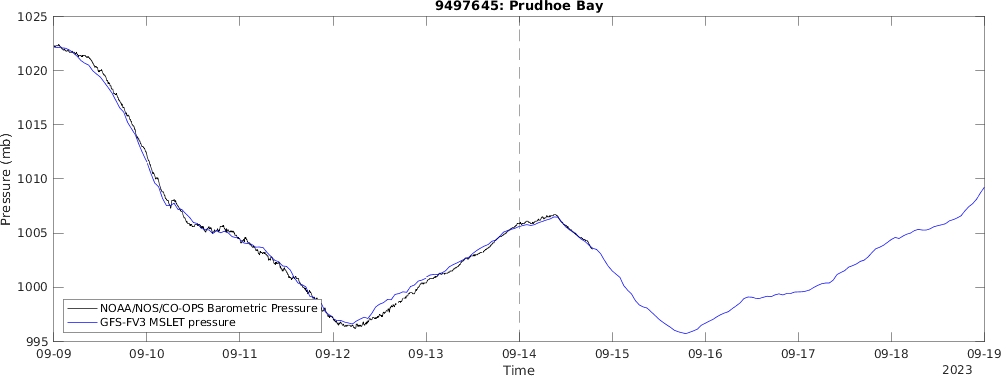 9497645: Prudhoe Bay
Pressure (mb)
1025
1020
1015
1010
1005
1000
995
NOAA/NOS/CO-OPS Barometric Pressure
GFS-FV3 MSLET pressure
09-09 09-10 09-11 09-12 09-13 09-14 09-15 09-16 09-17 09-18 09-19
Time
2023